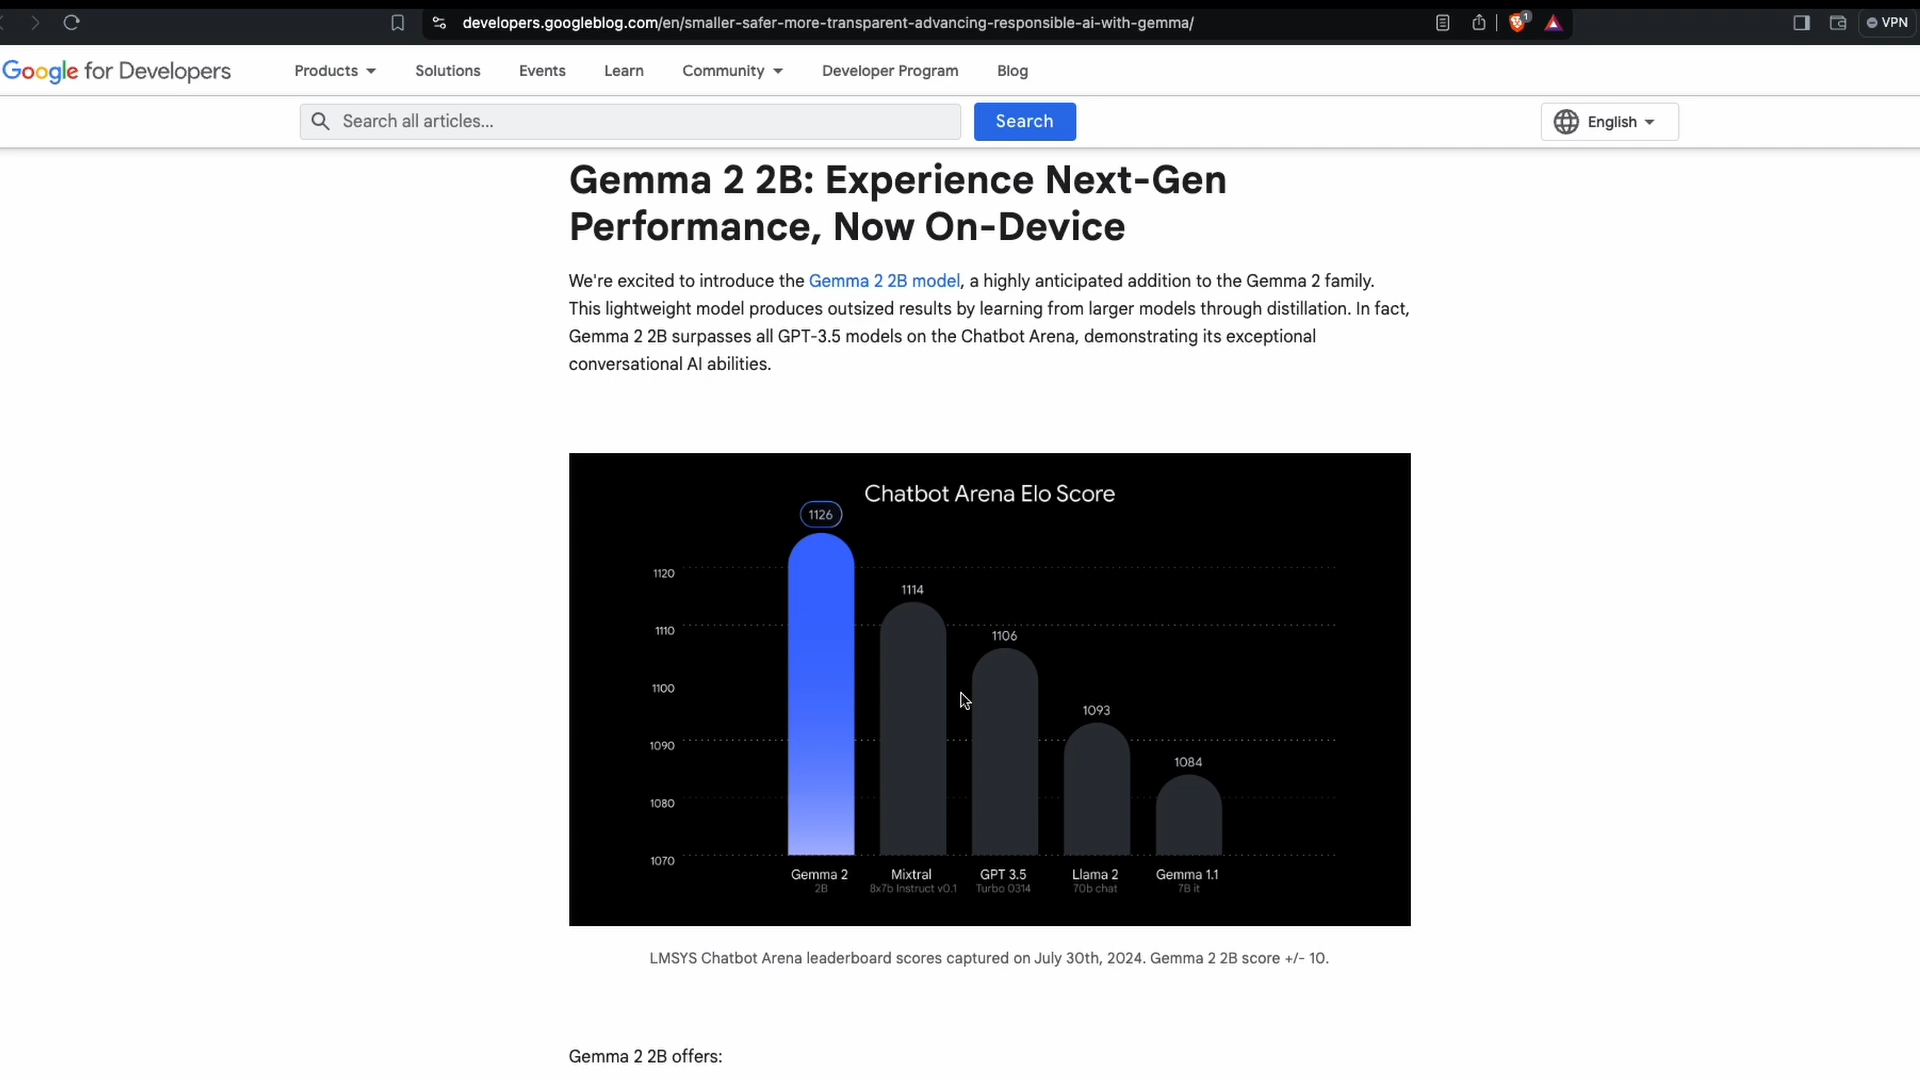 developers.googleblog.com/en/smaller-safer-more-transparent-advancing-responsible-ai-with-gemma/
1
VPN
Google for Developers
Products
Solutions
Events
Learn
Community
Developer Program
Blog
Search all articles...
Search
English
Gemma 2 2B: Experience Next-Gen
Performance, Now On-Device
We're excited to introduce the Gemma 2 2B model, a highly anticipated addition to the Gemma 2 family.
This lightweight model produces outsized results by learning from larger models through distillation. In fact,
Gemma 2 2B surpasses all GPT-3.5 models on the Chatbot Arena, demonstrating its exceptional
conversational AI abilities.
Chatbot Arena Elo Score
1126
1120
1114
1110
1106
1100
1093
1090
1084
1080
1070
Gemma 2 Mixtral GPT 3.5 Llama 2 Gemma 1.1
2B 8x7b Instruct v0.1 Turbo 0314 70b chat 7B it
LMSYS Chatbot Arena leaderboard scores captured on July 30th, 2024. Gemma 2 2B score +/- 10.
Gemma 2 2B offers: